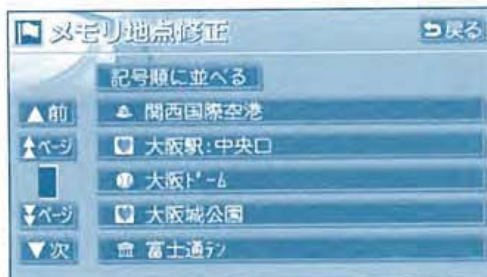 メモリ地点修正
戻る
記号順に並べる
▲前
関西国際空港
ページ
大阪駅:中央口
大阪ﾄﾞｰﾑ
ページ
大阪城公園
▼次
富士通ﾃﾝ